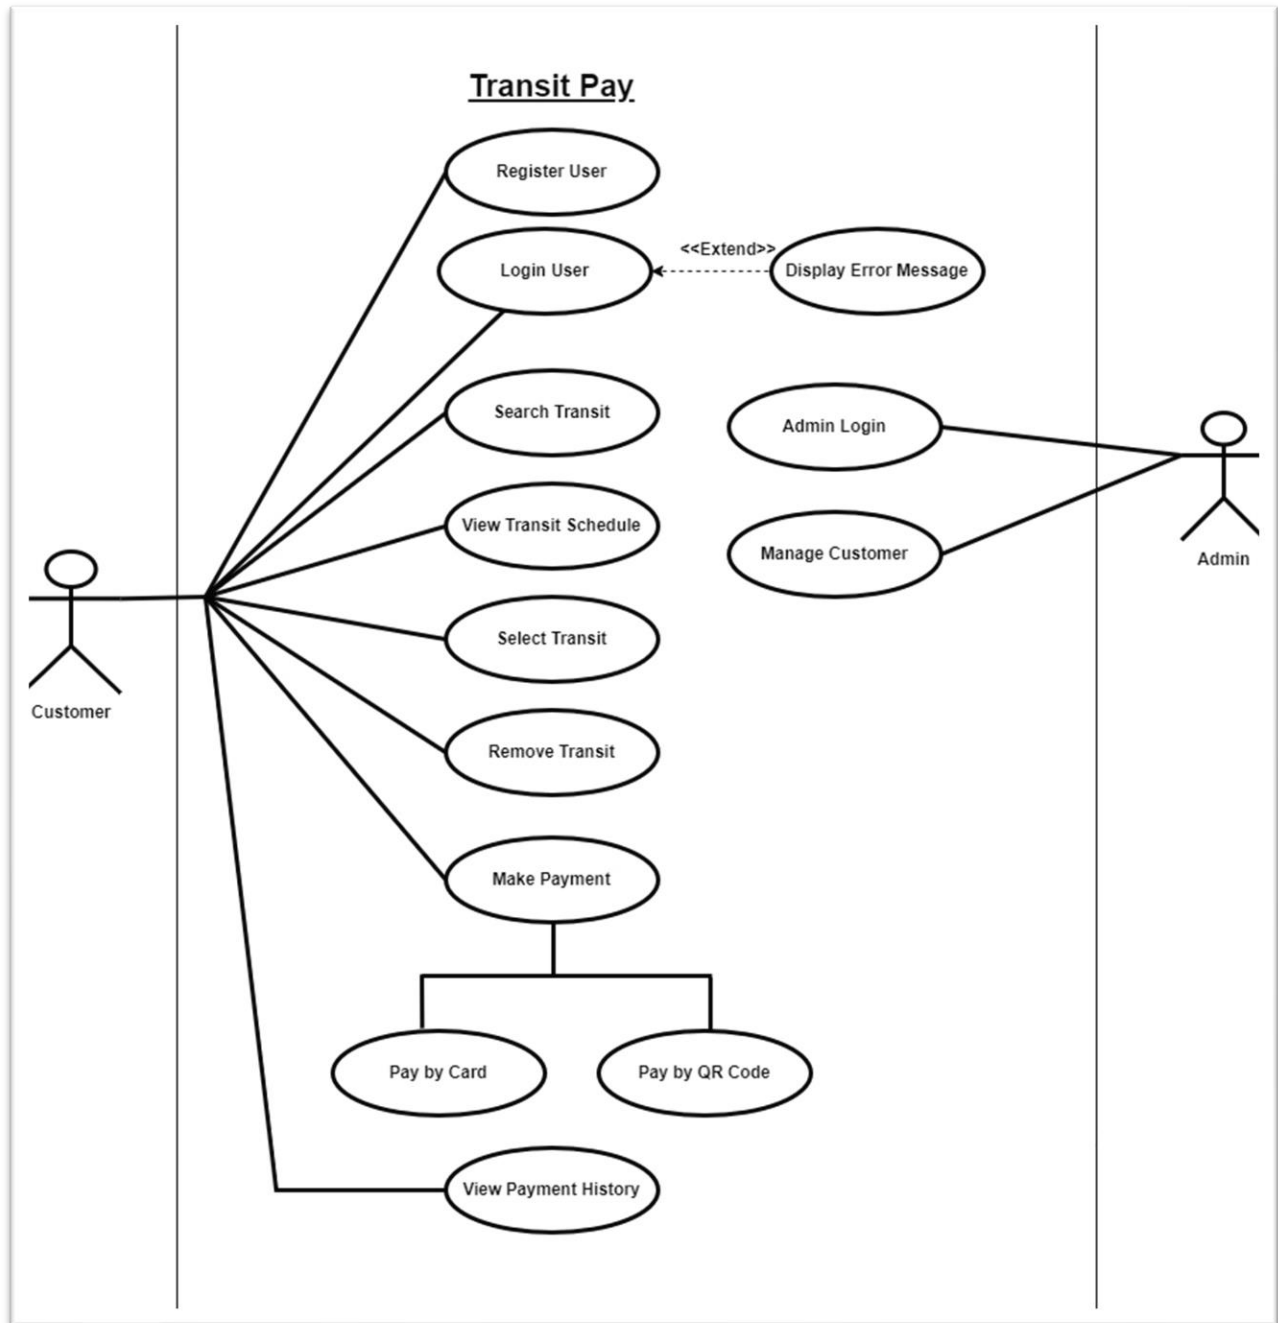 Transit Pay
Register User
Login User
<<Extend>>
Display Error Message
Search Transit
Admin Login
View Transit Schedule
Manage Customer
Admin
Select Transit
Customer
Remove Transit
Make Payment
Pay by Card
Pay by QR Code
View Payment History